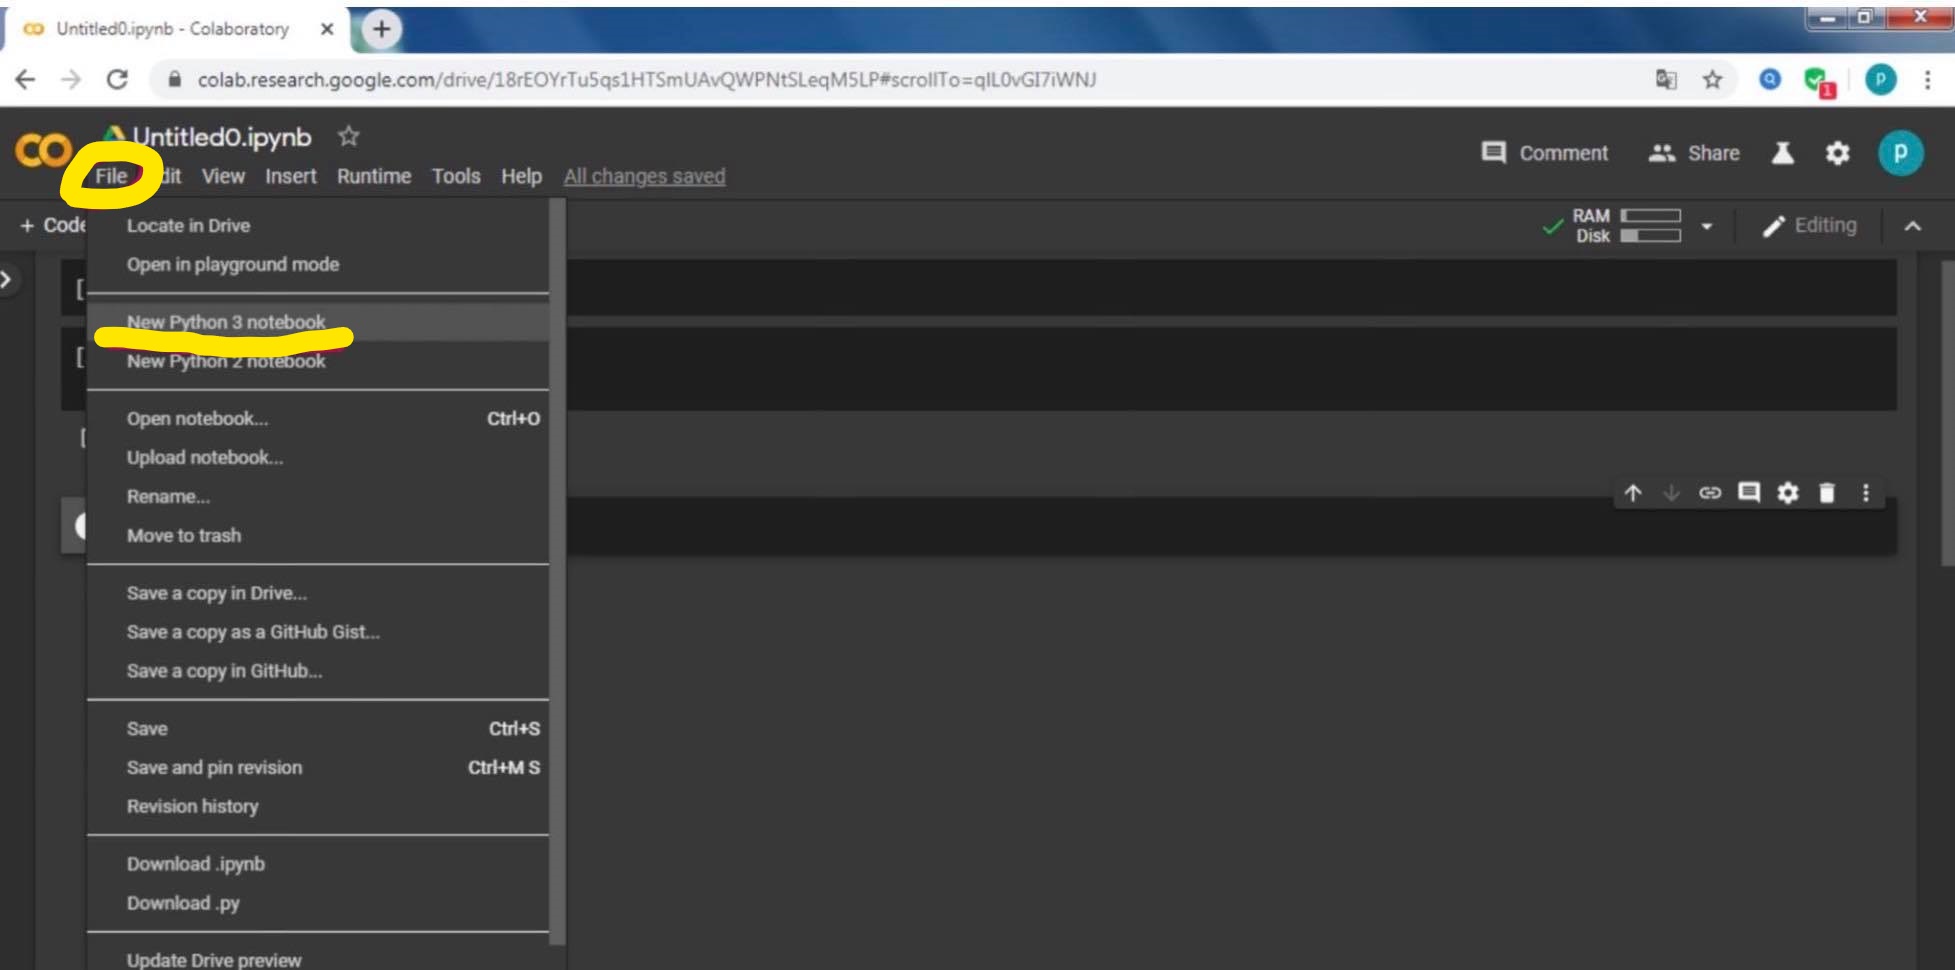 Untitled0.ipynb - Colaboratory
colab.research.google.com/drive/18rEOYrTu5qs1HTSmUAvQWPNtSLeqM5LP#scrollTo=qIL0vGI7iWNJ
P
CO
Untitled0.ipynb
Comment
Share
P
File
View
Insert
Runtime
Tools
Help
All changes saved
+ Code
RAM
Disk
Editing
Locate in Drive
Open in playground mode
New Python 3 notebook
New Python 2 notebook
Open notebook... Ctrl+O
Upload notebook...
Rename...
Move to trash
Save a copy in Drive...
Save a copy as a GitHub Gist...
Save a copy in GitHub...
Save Ctrl+S
Save and pin revision Ctrl+M S
Revision history
Download .ipynb
Download .py
Update Drive preview